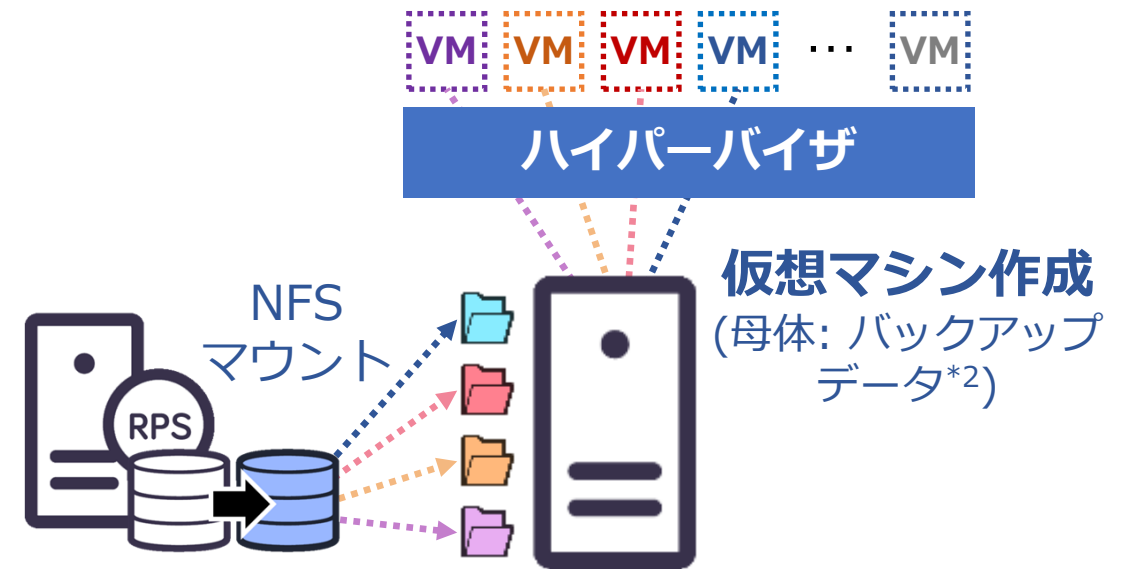 VM VM VM VM ... VM
ハイパーバイザ
仮想マシン作成
(母体: バックアップ
データ*2)
NFS
マウント
RPS